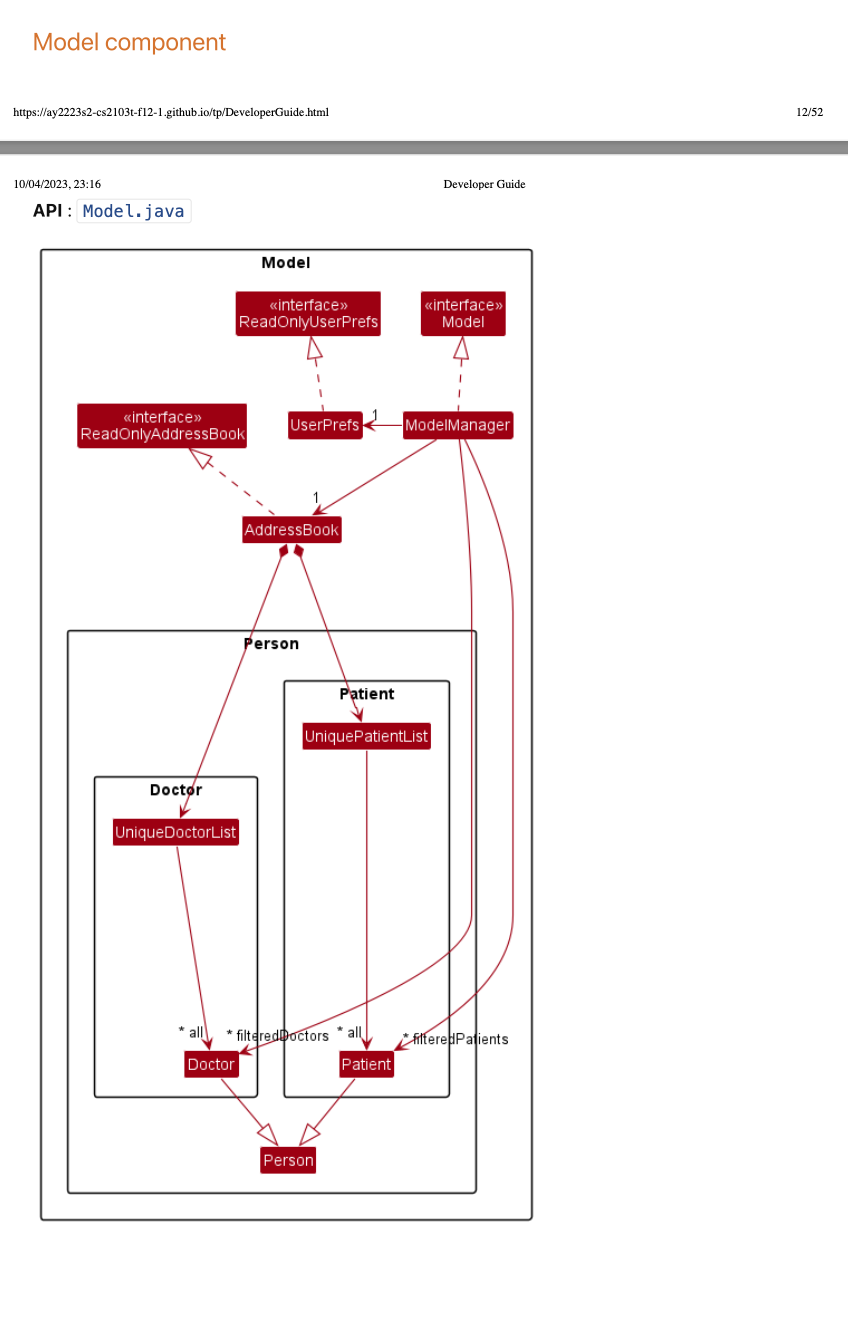 Model component
https://ay2223s2-cs2103t-f12-1.github.io/tp/DeveloperGuide.html 12/52
10/04/2023, 23:16 Developer Guide
API : Model.java
Model
«interface»
ReadOnlyUserPrefs
«interface»
Model
«interface»
ReadOnlyAddressBook
UserPrefs
1
ModelManager
1
AddressBook
Person
Patient
UniquePatientList
Doctor
UniqueDoctorList
* all
* filteredDoctors
* all
* filteredPatients
Doctor
Patient
Person